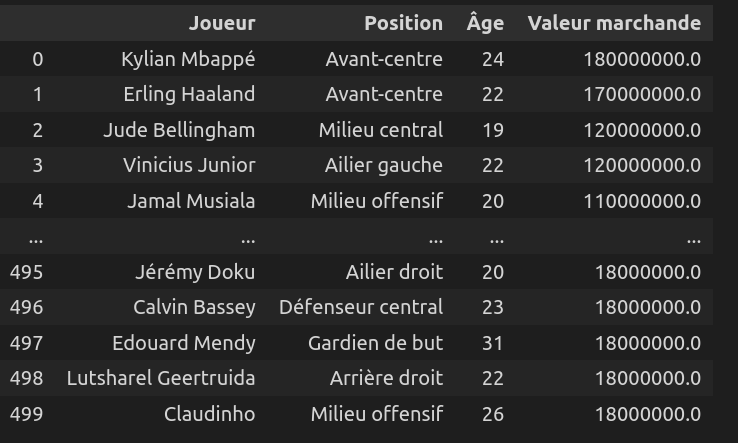 Joueur Position Âge Valeur marchande
0 Kylian Mbappé Avant-centre 24 180000000.0
1 Erling Haaland Avant-centre 22 170000000.0
2 Jude Bellingham Milieu central 19 120000000.0
3 Vinicius Junior Ailier gauche 22 120000000.0
4 Jamal Musiala Milieu offensif 20 110000000.0
... ... ... ... ...
495 Jérémy Doku Ailier droit 20 18000000.0
496 Calvin Bassey Défenseur central 23 18000000.0
497 Edouard Mendy Gardien de but 31 18000000.0
498 Lutsharel Geertruida Arrière droit 22 18000000.0
499 Claudinho Milieu offensif 26 18000000.0